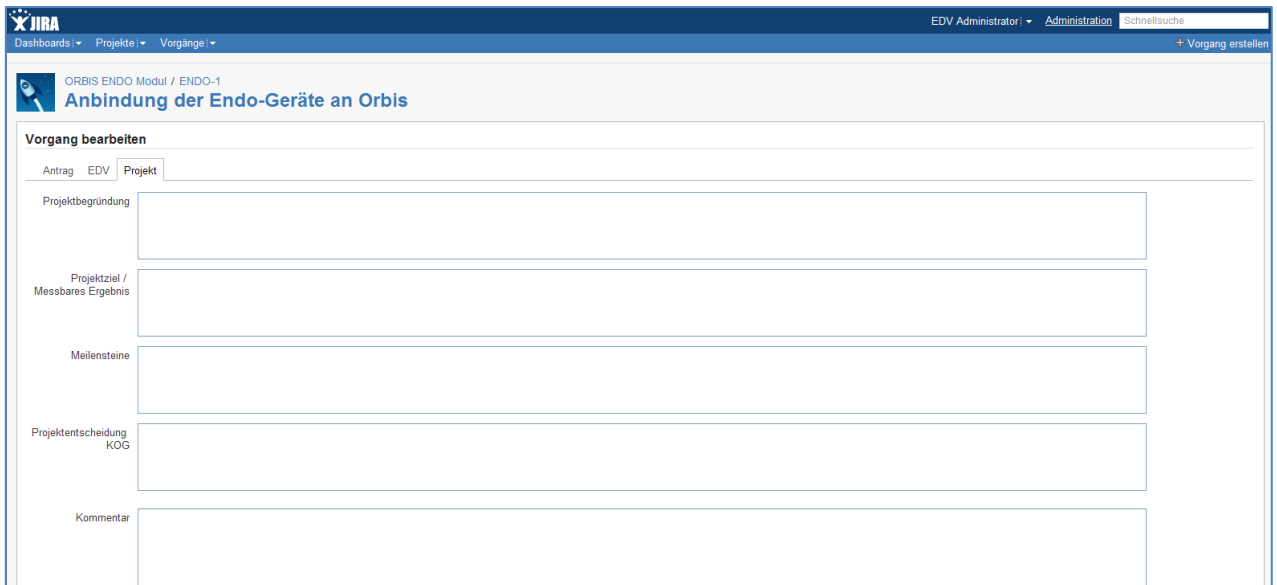 JIRA
EDV Administrator Administration Schnellsuche
Dashboards Projekte Vorgänge + Vorgang erstellen
ORBIS ENDO Modul / ENDO-1
Anbindung der Endo-Geräte an Orbis
Vorgang bearbeiten
Antrag EDV Projekt
Projektbegründung
Projektziel /
Messbares Ergebnis
Meilensteine
Projektentscheidung
KOG
Kommentar